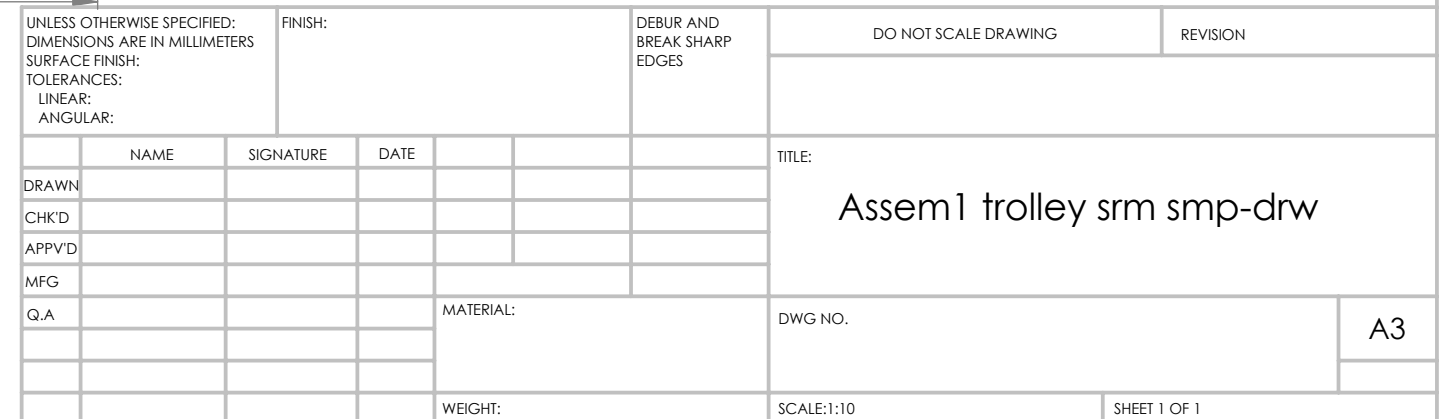 UNLESS OTHERWISE SPECIFIED:
DIMENSIONS ARE IN MILLIMETERS
SURFACE FINISH:
TOLERANCES:
LINEAR:
ANGULAR:
FINISH:
DEBUR AND
BREAK SHARP
EDGES
DO NOT SCALE DRAWING
REVISION
NAME
SIGNATURE
DATE
DRAWN
CHK'D
APPV'D
MFG
Q.A
TITLE:
Assem1 trolley srm smp-drw
MATERIAL:
DWG NO.
A3
WEIGHT:
SCALE:1:10
SHEET 1 OF 1